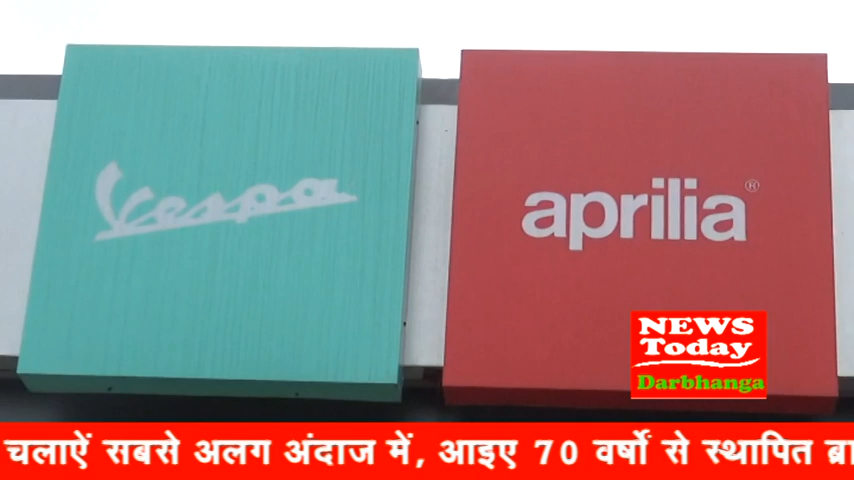 Vespa
aprilia®
NEWS
Today
Darbhanga
चलाऐं सबसे अलग अंदाज में, आइए 70 वर्षों से स्थापित